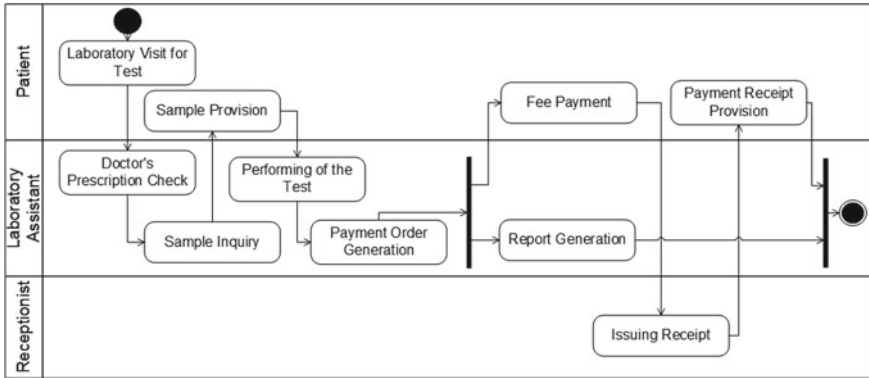 Patient
Laboratory Visit for
Test
Sample Provision
Fee Payment
Payment Receipt
Provision
Laboratory
Assistant
Doctor's
Prescription Check
Sample Inquiry
Performing of the
Test
Payment Order
Generation
Report Generation
Receptionist
Issuing Receipt